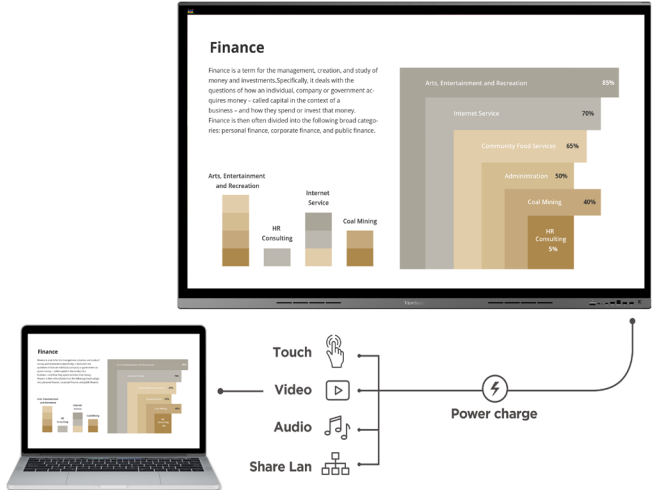 Finance
Finance is a term for the management, creation, and study of
money and investments.Specifically, it deals with the
questions of how an individual, company or government ac-
quires money – called capital in the context of a
business – and how they spend or invest that money.
Finance is then often divided into the following broad catego-
ries: personal finance, corporate finance, and public finance.
Arts, Entertainment
and Recreation
HR
Consulting
Internet
Service
Coal Mining
Arts, Entertainment and Recreation 85%
Internet Service 70%
Community Food Services 65%
Administration 50%
Coal Mining 40%
HR
Consulting
5%
ViewSonic
Finance
Touch
Video
Audio
Share Lan
Power charge